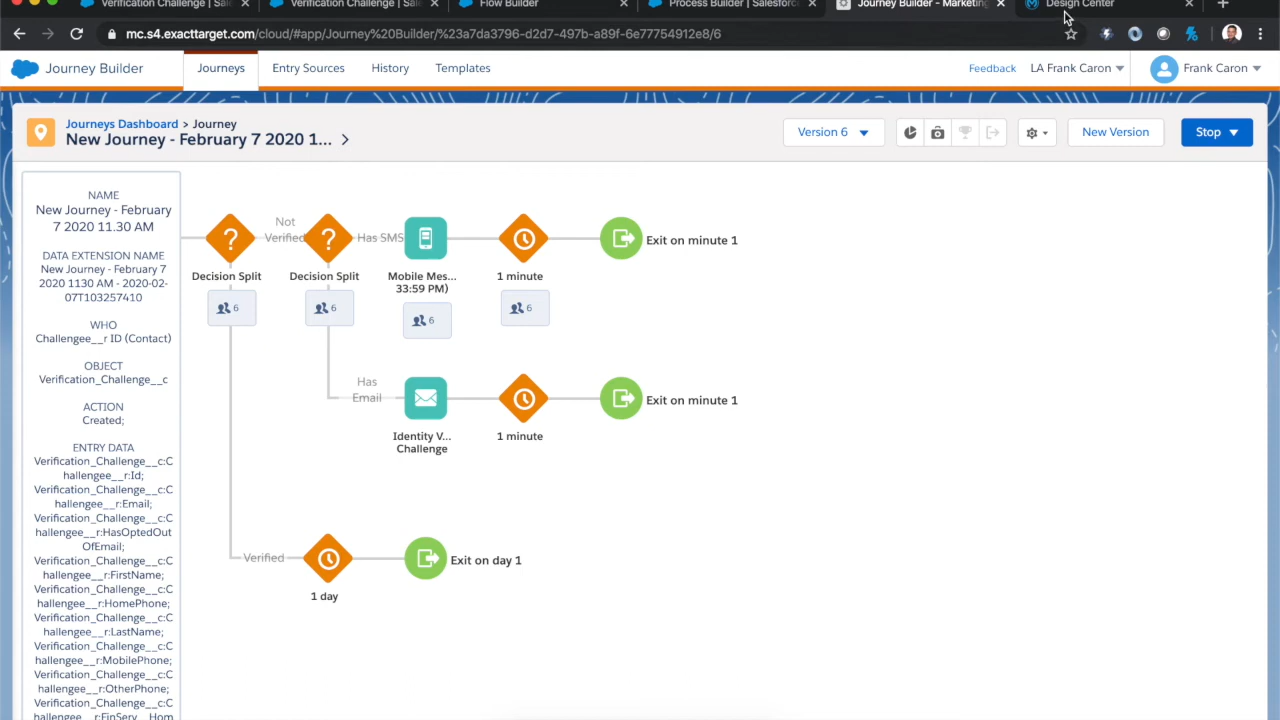 Verification Challenge | Sal
Verification Challenge | Sale
Flow Builder
Process Builder | Salesforc
Journey Builder - Marketing
Design Center
mc.s4.exacttarget.com/cloud/#app/Journey%20Builder/%23a7da3796-d2d7-497b-a89f-6e77754912e8/6
Journey Builder
Journeys
Entry Sources
History
Templates
Feedback
LA Frank Caron
Frank Caron
Journeys Dashboard > Journey
New Journey - February 7 2020 1...
Version 6
New Version
Stop
NAME
New Journey - February
7 2020 11.30 AM
DATA EXTENSION NAME
New Journey - February 7
2020 1130 AM - 2020-02-
07T103257410
WHO
Challengee__r ID (Contact)
OBJECT
Verification_Challenge__c
ACTION
Created;
ENTRY DATA
Verification_Challenge__c:C
hallengee__r:Id;
Verification_Challenge__c:C
hallengee__r:Email;
Verification_Challenge__c:C
hallengee__r:HasOptedOut
OfEmail;
Verification_Challenge__c:C
hallengee__r:FirstName;
Verification_Challenge__c:C
hallengee__r:HomePhone;
Verification_Challenge__c:C
hallengee__r:LastName;
Verification_Challenge__c:C
hallengee__r:MobilePhone;
Verification_Challenge__c:C
hallengee__r:OtherPhone;
Verification_Challenge__c:C
hallengee__r:FinServ__Hom
?
Not
Verified
?
Has SMS
Exit on minute 1
Decision Split
Decision Split
Mobile Mes...
33:59 PM)
1 minute
6
6
6
6
Has
Email
Exit on minute 1
Identity V...
Challenge
1 minute
Verified
Exit on day 1
1 day